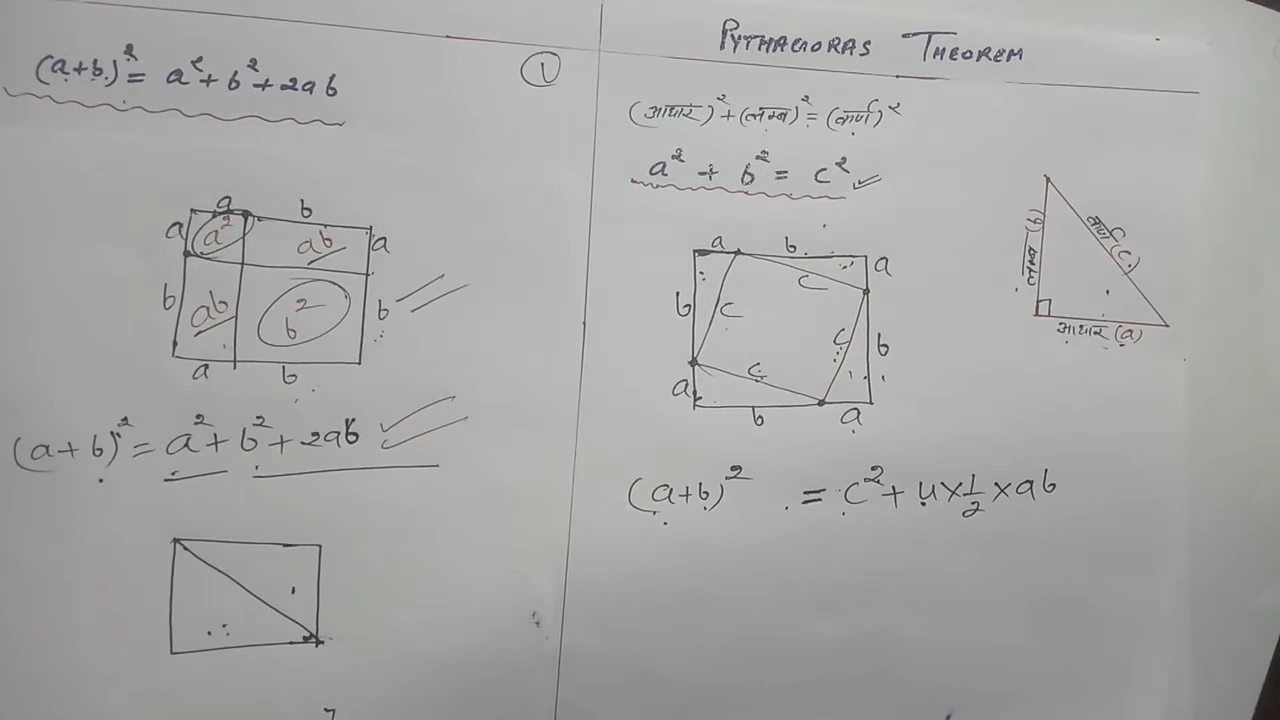 (a+b)² = a² + b² + 2ab
①
a b
a² ab
a a
b b
ab b²
a b
(a+b)² = a² + b² + 2ab
PYTHAGORAS THEOREM
(आधार)² + (लम्ब)² = (कर्ण)²
a² + b² = c²
a b
a
c
b c
c b
a c
b a
लम्ब (b)
कर्ण (c)
आधार (a)
(a+b)² = c² + 4 × 1/2 × ab